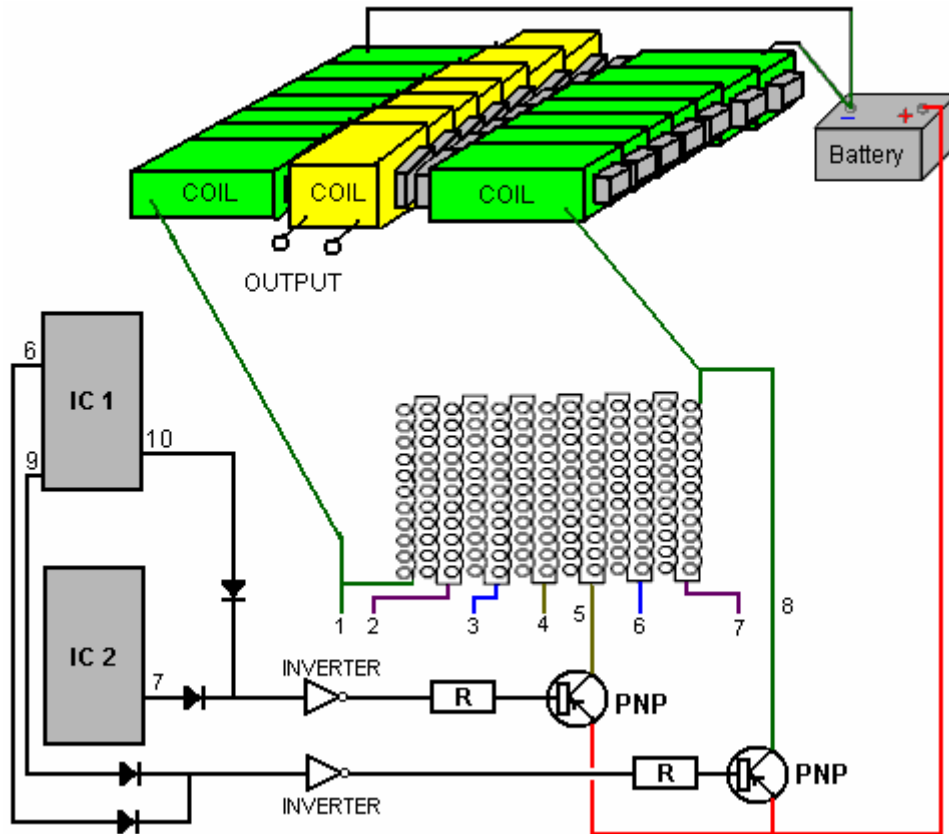 − +
Battery
COIL COIL COIL
OUTPUT
6
IC 1
10
9
1 2 3 4 5 6 7 8
IC 2
7
INVERTER
R
PNP
R
PNP
INVERTER